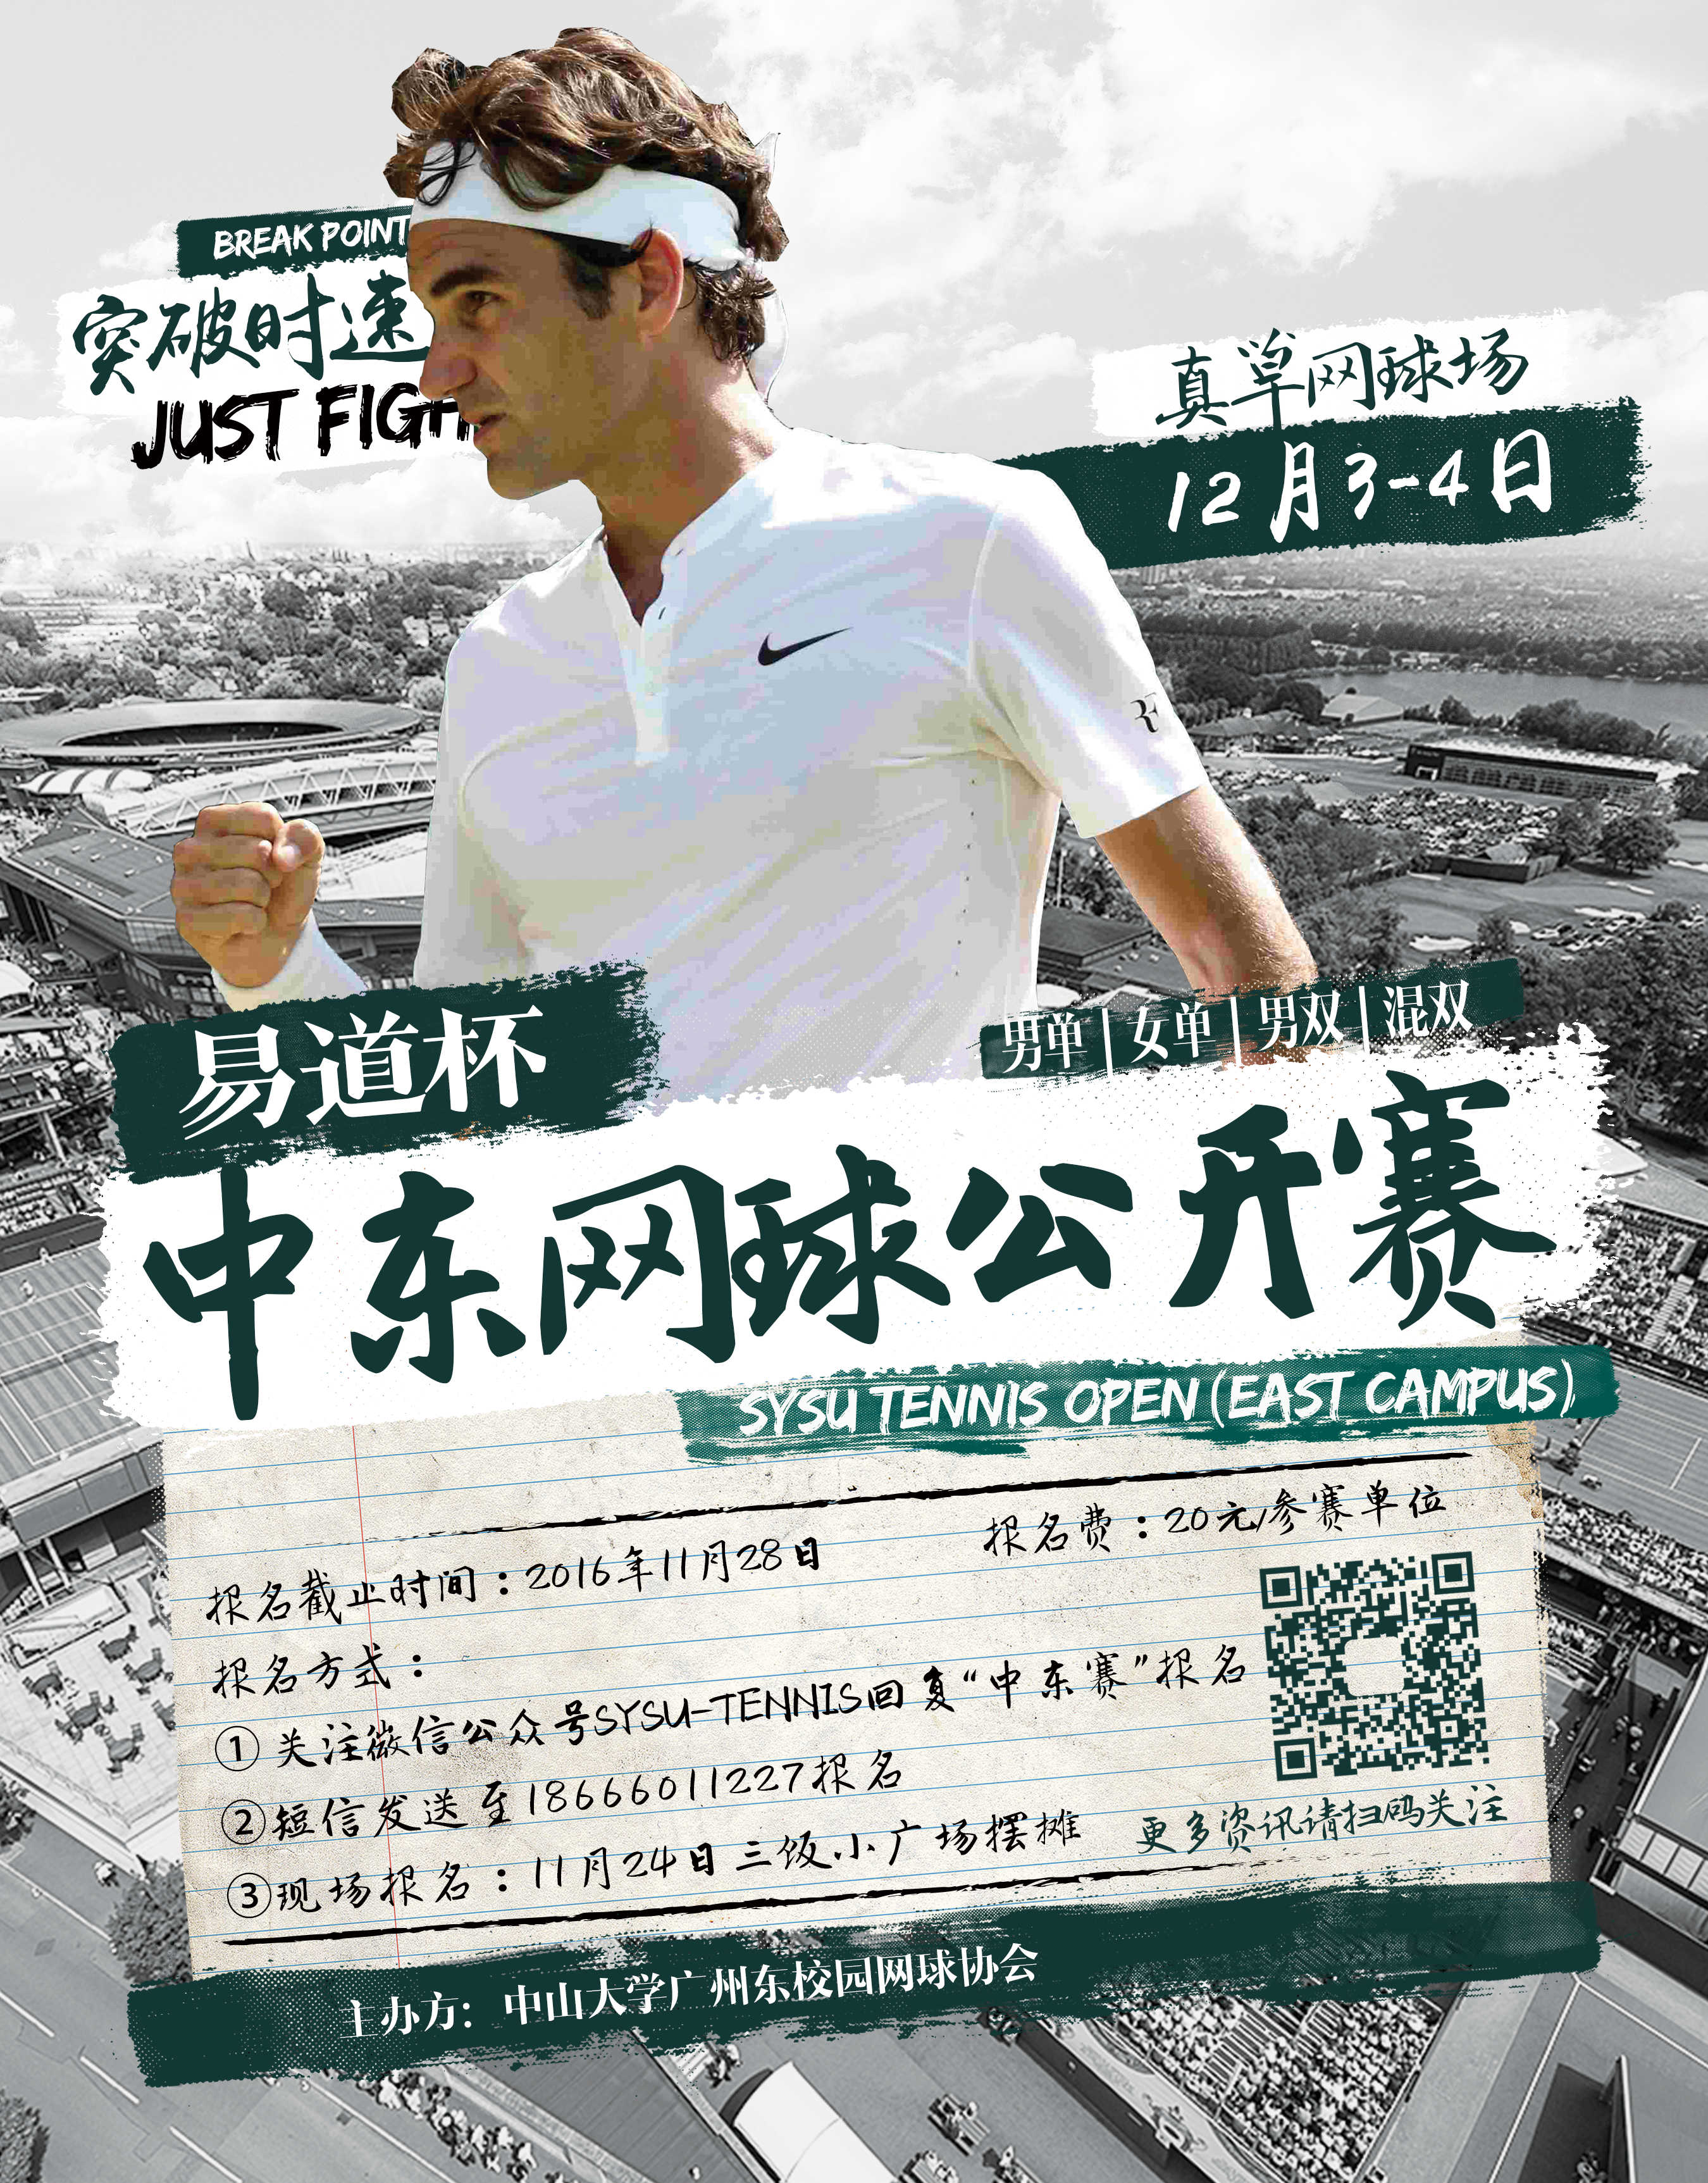 BREAK POINT
突破时速
JUST FIGH
真草网球场
12月3-4日
RF
易道杯
男单|女单|男双|混双
中东网球公开赛
SYSU TENNIS OPEN (EAST CAMPUS)
报名截止时间：2016年11月28日
报名费：20元/参赛单位
报名方式：
①关注微信公众号SYSU-TENNIS回复“中东赛”报名
②短信发送至18666011227报名
③现场报名：11月24日三饭小广场摆摊
更多资讯请扫码关注
主办方：中山大学广州东校园网球协会